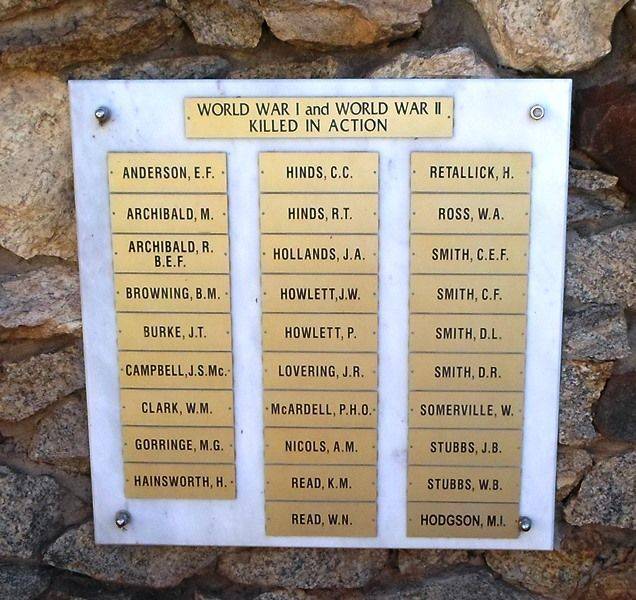 WORLD WAR I and WORLD WAR II
KILLED IN ACTION
ANDERSON, E.F.
ARCHIBALD, M.
ARCHIBALD, R.
B.E.F.
BROWNING, B.M.
BURKE, J.T.
CAMPBELL,J.S.Mc.
CLARK, W.M.
GORRINGE, M.G.
HAINSWORTH, H.
HINDS, C.C.
HINDS, R.T.
HOLLANDS, J.A.
HOWLETT,J.W.
HOWLETT, P.
LOVERING, J.R.
McARDELL, P.H.O.
NICOLS, A.M.
READ, K.M.
READ, W.N.
RETALLICK, H.
ROSS, W.A.
SMITH, C.E.F.
SMITH, C.F.
SMITH, D.L.
SMITH, D.R.
SOMERVILLE, W.
STUBBS, J.B.
STUBBS, W.B.
HODGSON, M.I.